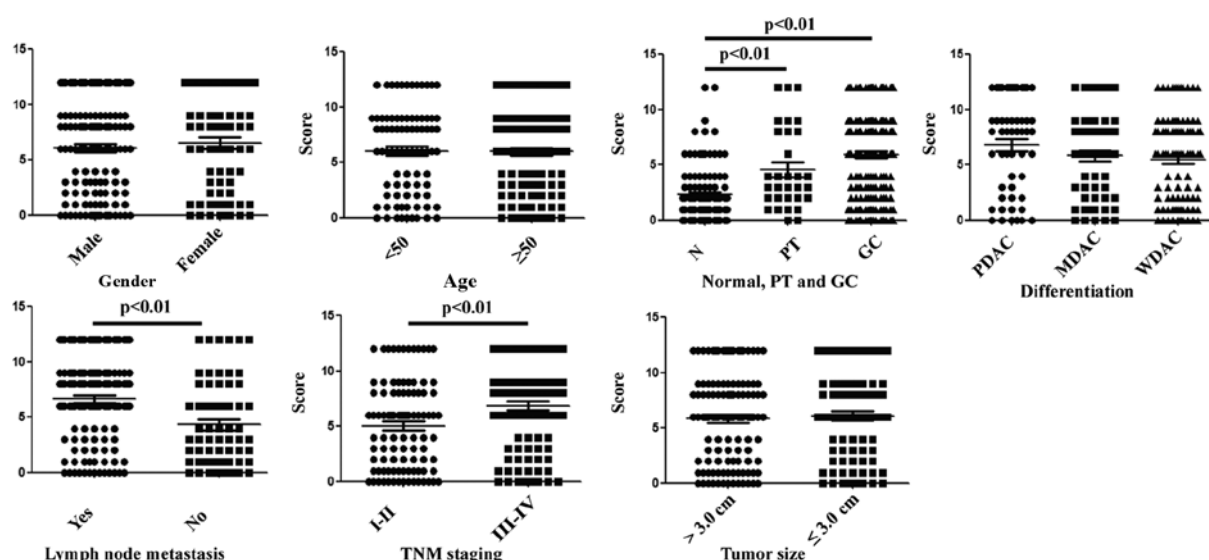 15
10
5
0
Male
Female
Gender
Score
15
10
5
0
<50
≥50
Age
p<0.01
p<0.01
Score
15
10
5
0
N
PT
GC
Normal, PT and GC
Score
15
10
5
0
PDAC
MDAC
WDAC
Differentiation
p<0.01
15
10
5
0
Yes
No
Lymph node metastasis
p<0.01
Score
15
10
5
0
I-II
III-IV
TNM staging
Score
15
10
5
0
> 3.0 cm
≤ 3.0 cm
Tumor size